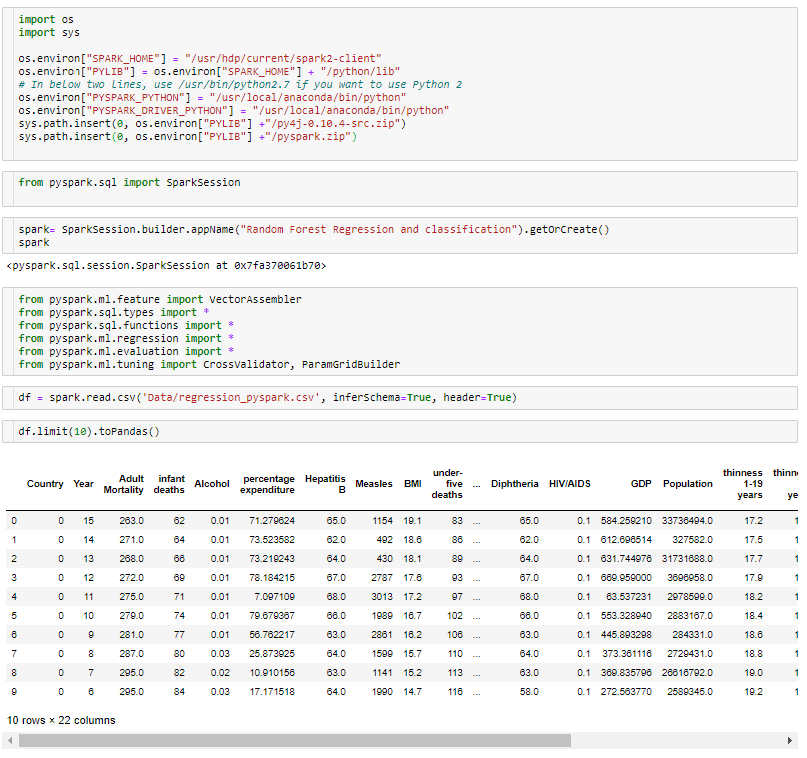 import os
import sys
os.environ["SPARK_HOME"] = "/usr/hdp/current/spark2-client"
os.environ["PYLIB"] = os.environ["SPARK_HOME"] + "/python/lib"
# In below two lines, use /usr/bin/python2.7 if you want to use Python 2
os.environ["PYSPARK_PYTHON"] = "/usr/local/anaconda/bin/python"
os.environ["PYSPARK_DRIVER_PYTHON"] = "/usr/local/anaconda/bin/python"
sys.path.insert(0, os.environ["PYLIB"] +"/py4j-0.10.4-src.zip")
sys.path.insert(0, os.environ["PYLIB"] +"/pyspark.zip")
from pyspark.sql import SparkSession
spark= SparkSession.builder.appName("Random Forest Regression and classification").getOrCreate()
spark
<pyspark.sql.session.SparkSession at 0x7fa370061b70>
from pyspark.ml.feature import VectorAssembler
from pyspark.sql.types import *
from pyspark.sql.functions import *
from pyspark.ml.regression import *
from pyspark.ml.evaluation import *
from pyspark.ml.tuning import CrossValidator, ParamGridBuilder
df = spark.read.csv('Data/regression_pyspark.csv', inferSchema=True, header=True)
df.limit(10).toPandas()
Country Year Adult Mortality infant deaths Alcohol percentage expenditure Hepatitis B Measles BMI under-five deaths ... Diphtheria HIV/AIDS GDP Population thinness 1-19 years
0 0 15 263.0 62 0.01 71.279624 65.0 1154 19.1 83 ... 65.0 0.1 584.259210 33736494.0 17.2
1 0 14 271.0 64 0.01 73.523582 62.0 492 18.6 86 ... 62.0 0.1 612.696514 327582.0 17.5
2 0 13 268.0 66 0.01 73.219243 64.0 430 18.1 89 ... 64.0 0.1 631.744976 31731688.0 17.7
3 0 12 272.0 69 0.01 78.184215 67.0 2787 17.6 93 ... 67.0 0.1 669.959000 3696958.0 17.9
4 0 11 275.0 71 0.01 7.097109 68.0 3013 17.2 97 ... 68.0 0.1 63.537231 2978599.0 18.2
5 0 10 279.0 74 0.01 79.679367 66.0 1989 16.7 102 ... 66.0 0.1 553.328940 2883167.0 18.4
6 0 9 281.0 77 0.01 56.762217 63.0 2861 16.2 106 ... 63.0 0.1 445.893298 284331.0 18.6
7 0 8 287.0 80 0.03 25.873925 64.0 1599 15.7 110 ... 64.0 0.1 373.361116 2729431.0 18.8
8 0 7 295.0 82 0.02 10.910156 63.0 1141 15.2 113 ... 63.0 0.1 369.835796 26616792.0 19.0
9 0 6 295.0 84 0.03 17.171518 64.0 1990 14.7 116 ... 58.0 0.1 272.563770 2589345.0 19.2
10 rows × 22 columns